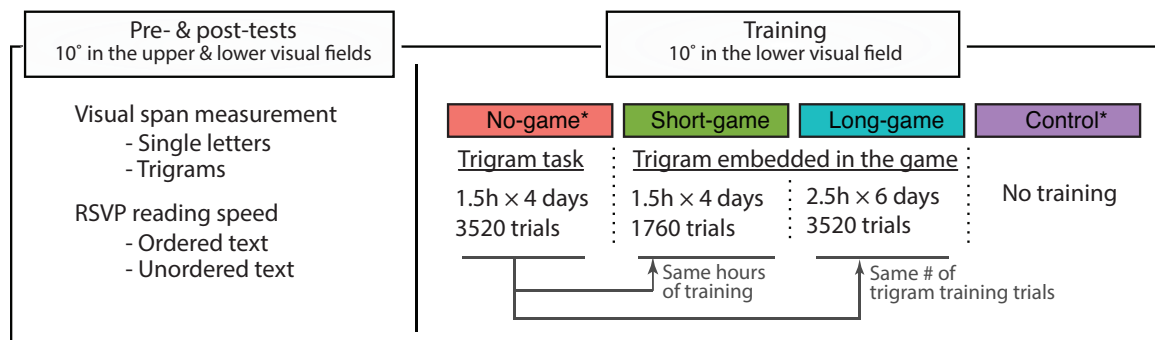 Pre- & post-tests
10˚ in the upper & lower visual fields
Visual span measurement
- Single letters
- Trigrams
RSVP reading speed
- Ordered text
- Unordered text
Training
10˚ in the lower visual field
No-game*
Short-game
Long-game
Control*
Trigram task
Trigram embedded in the game
1.5h × 4 days
3520 trials
1.5h × 4 days
1760 trials
2.5h × 6 days
3520 trials
No training
Same hours
of training
Same # of
trigram training trials